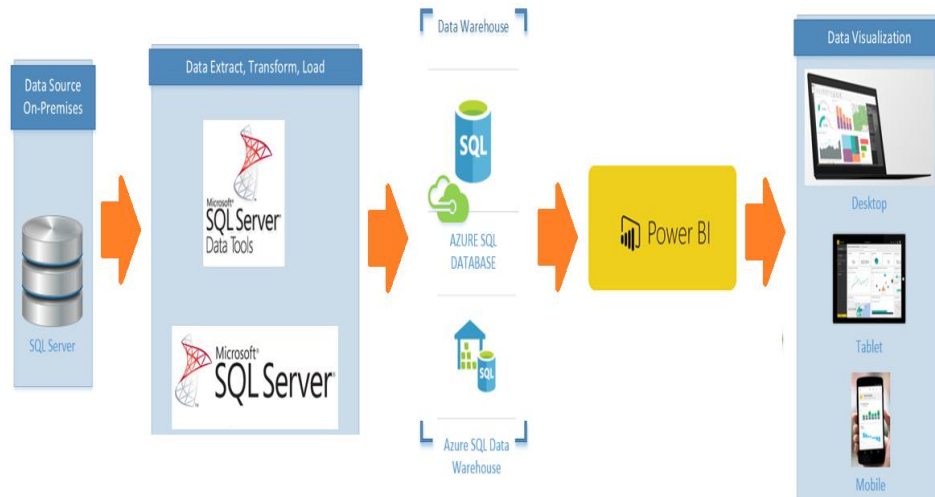 Data Source
On-Premises
SQL Server
Data Extract, Transform, Load
Microsoft®
SQL Server®
Data Tools
Microsoft®
SQL Server®
Data Warehouse
SQL
AZURE SQL
DATABASE
SQL
Azure SQL Data
Warehouse
Power BI
Data Visualization
Desktop
Tablet
Mobile